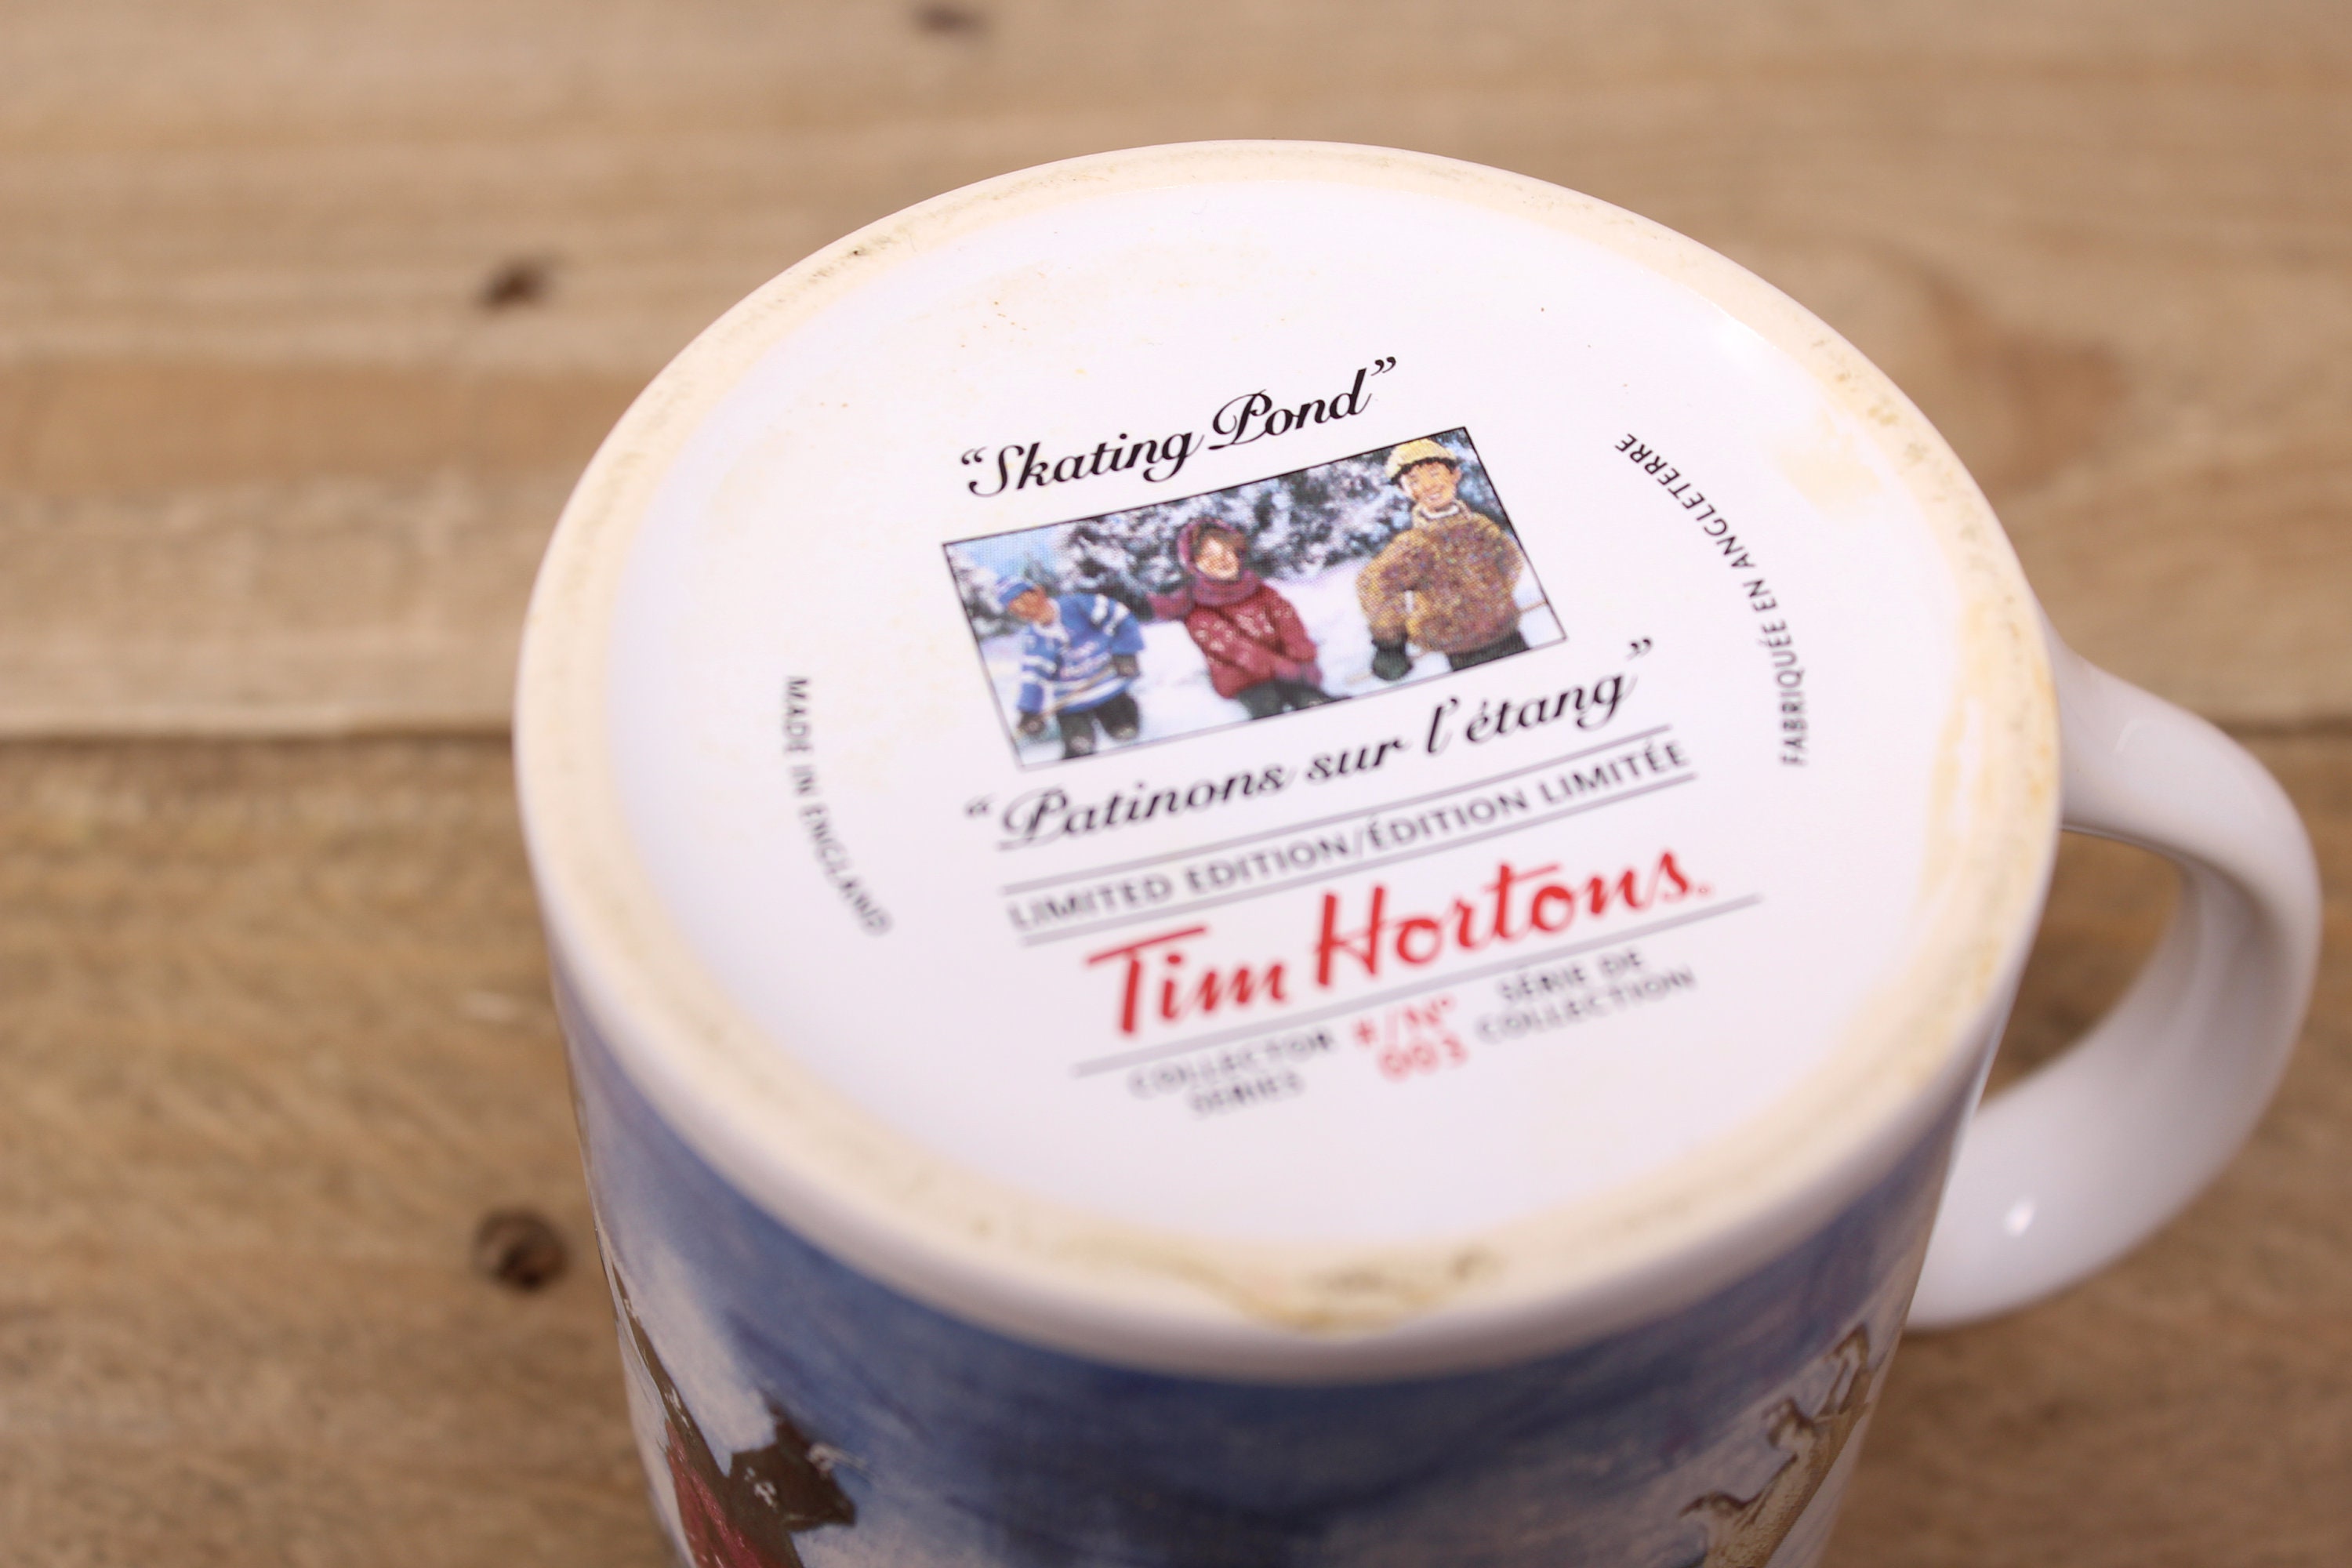 “Skating Pond”
“Patinons sur l'étang”
LIMITED EDITION/ÉDITION LIMITÉE
Tim Hortons®
COLLECTOR SERIES
#/Nº
003
SÉRIE DE
COLLECTION
MADE IN ENGLAND
FABRIQUÉE EN ANGLETERRE